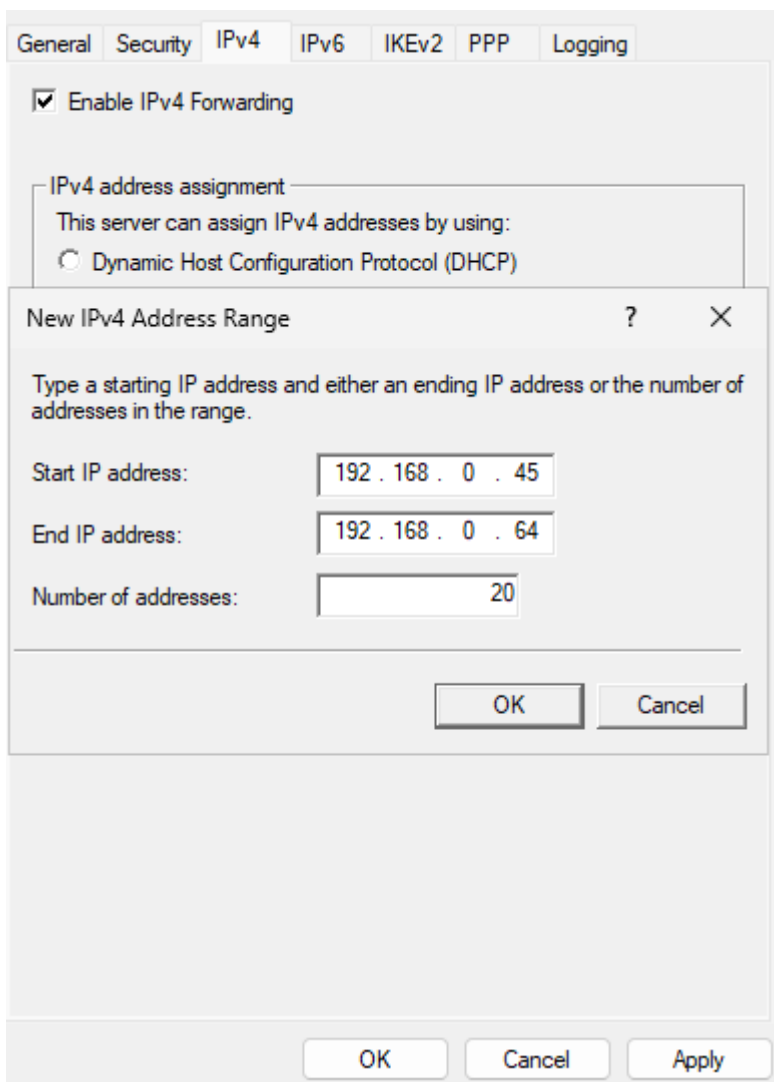 General Security IPv4 IPv6 IKEv2 PPP Logging
Enable IPv4 Forwarding
IPv4 address assignment
This server can assign IPv4 addresses by using:
Dynamic Host Configuration Protocol (DHCP)
New IPv4 Address Range ?
Type a starting IP address and either an ending IP address or the number of
addresses in the range.
Start IP address: 192 . 168 . 0 . 45
End IP address: 192 . 168 . 0 . 64
Number of addresses: 20
OK Cancel
OK Cancel Apply